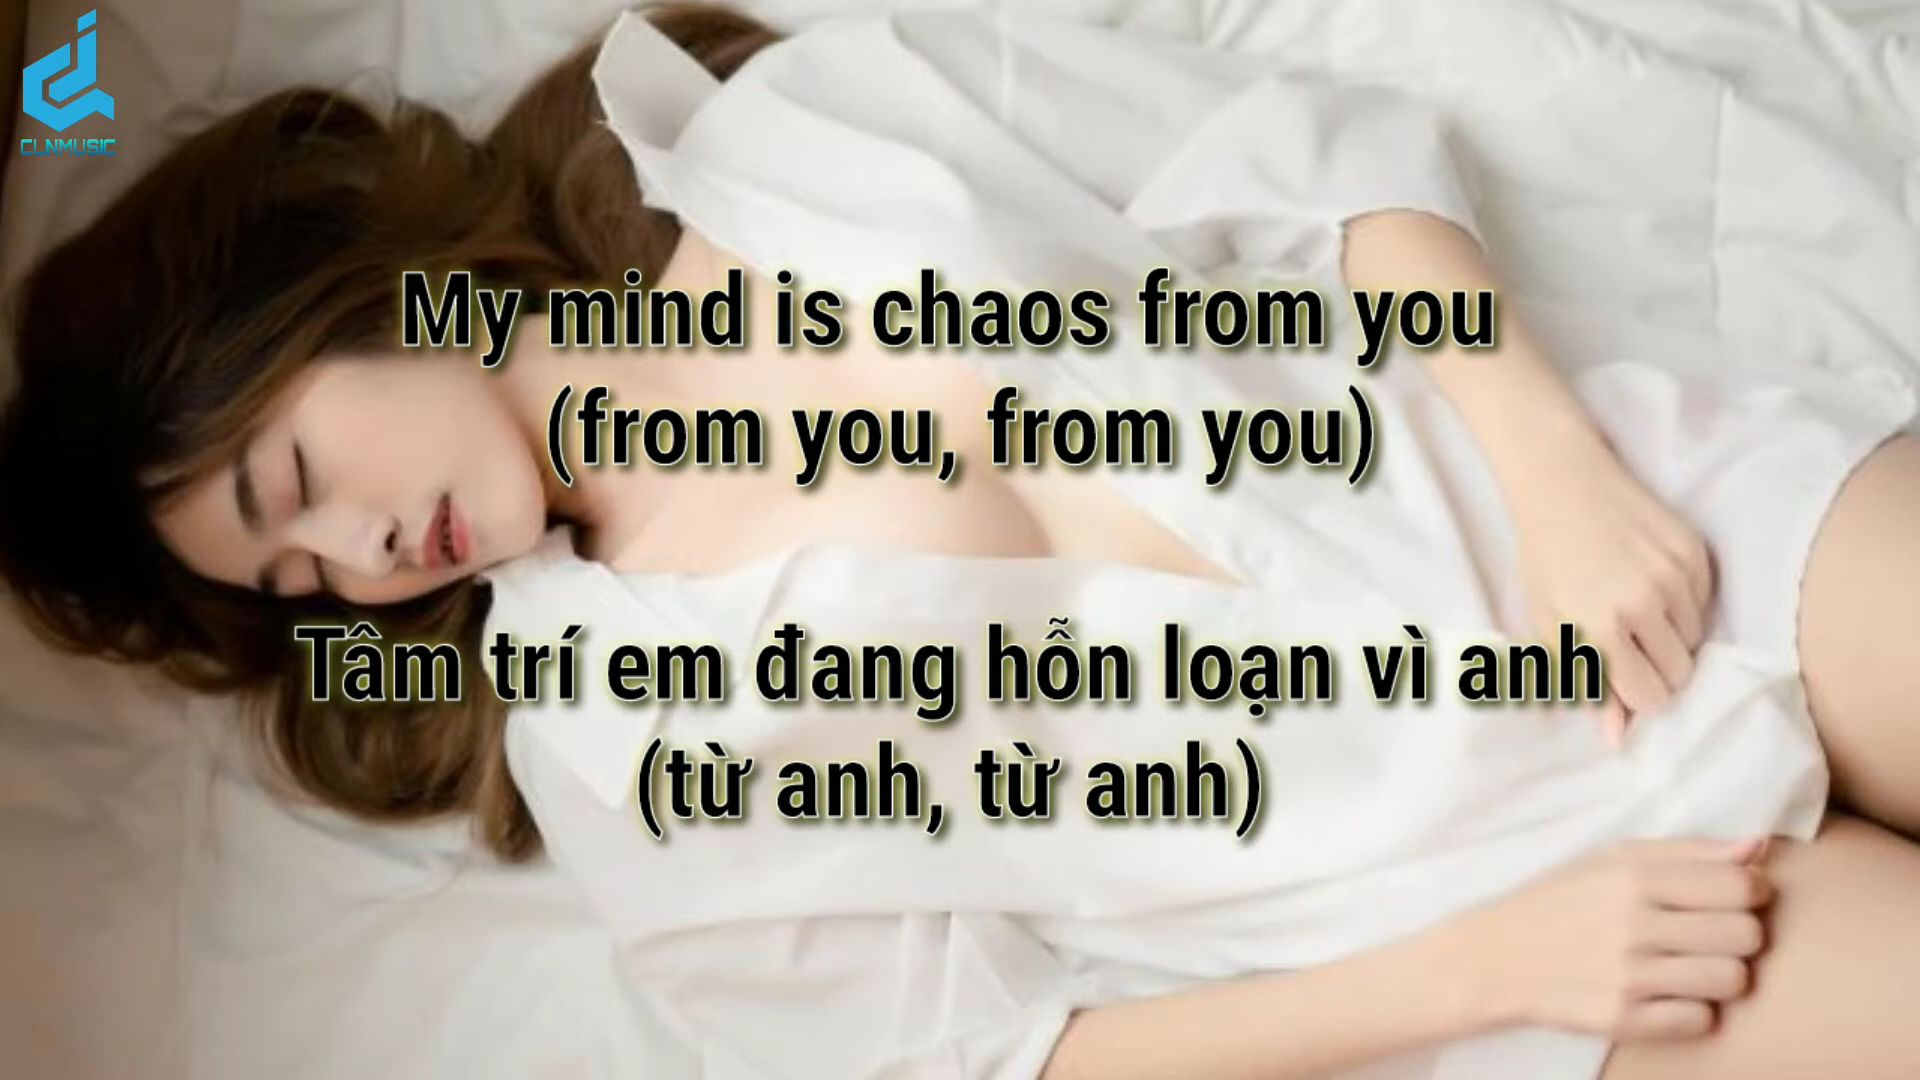 CLNMUSIC
My mind is chaos from you
(from you, from you)
Tâm trí em đang hỗn loạn vì anh
(từ anh, từ anh)